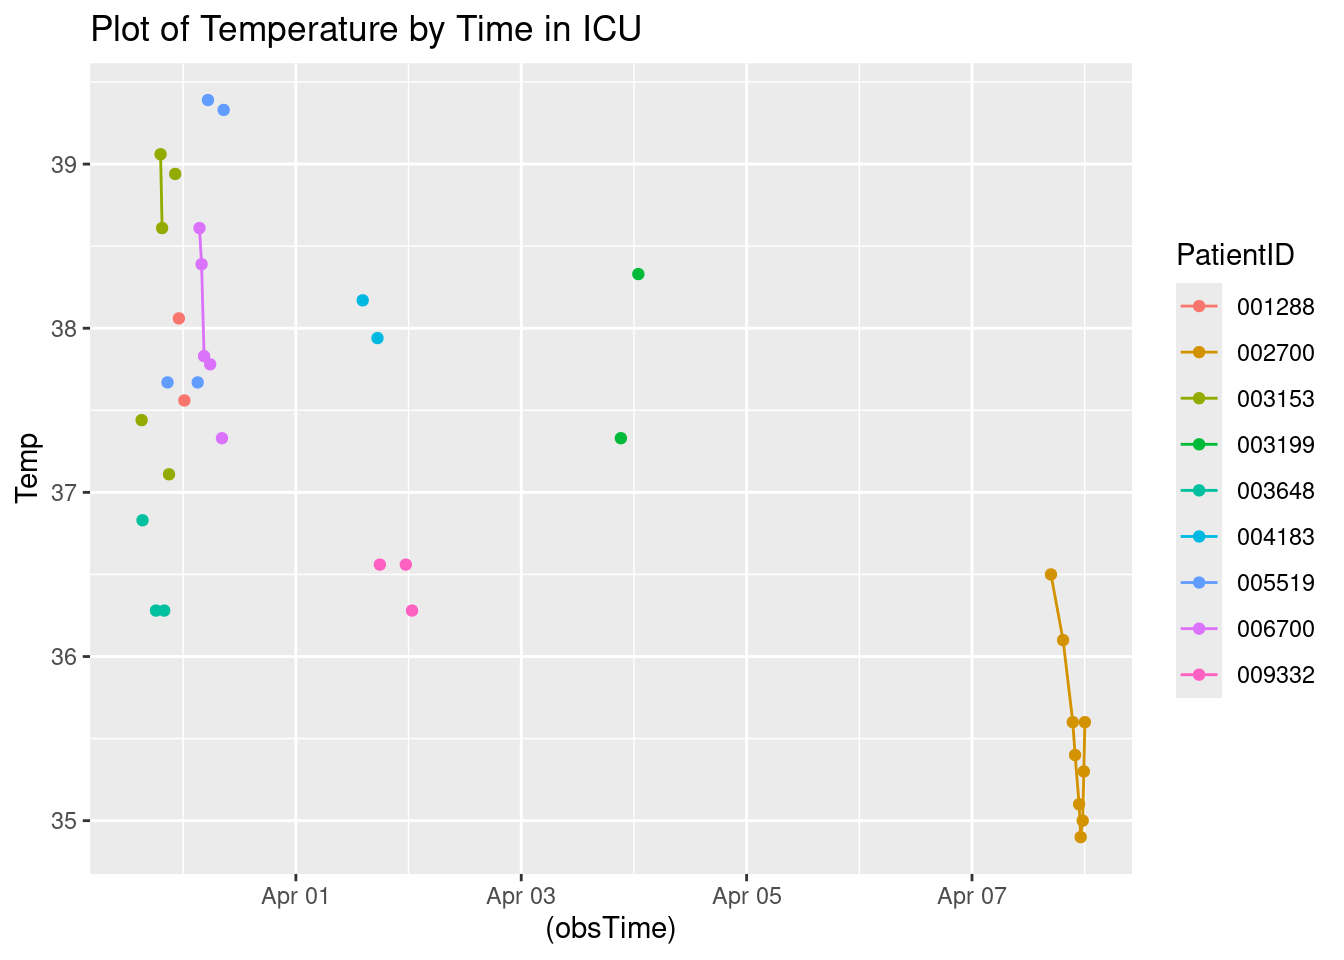 Plot of Temperature by Time in ICU
39
38
37
36
35
Temp
Apr 01
Apr 03
Apr 05
Apr 07
(obsTime)
PatientID
001288
002700
003153
003199
003648
004183
005519
006700
009332